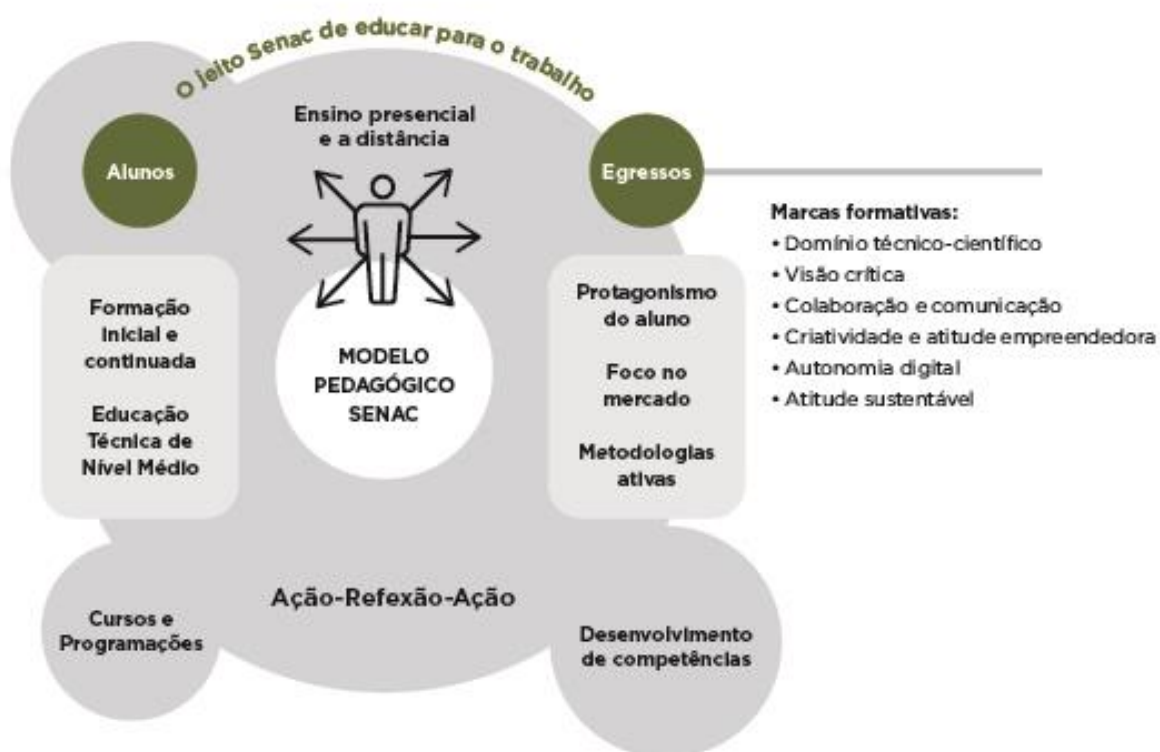 O jeito Senac de educar para o trabalho
Ensino presencial
e a distância
Alunos
Egressos
Formação
inicial e
continuada
Educação
Técnica de
Nível Médio
MODELO
PEDAGÓGICO
SENAC
Protagonismo
do aluno
Foco no
mercado
Metodologias
ativas
Marcas formativas:
• Domínio técnico-científico
• Visão crítica
• Colaboração e comunicação
• Criatividade e atitude empreendedora
• Autonomia digital
• Atitude sustentável
Cursos e
Programações
Ação-Refexão-Ação
Desenvolvimento
de competências